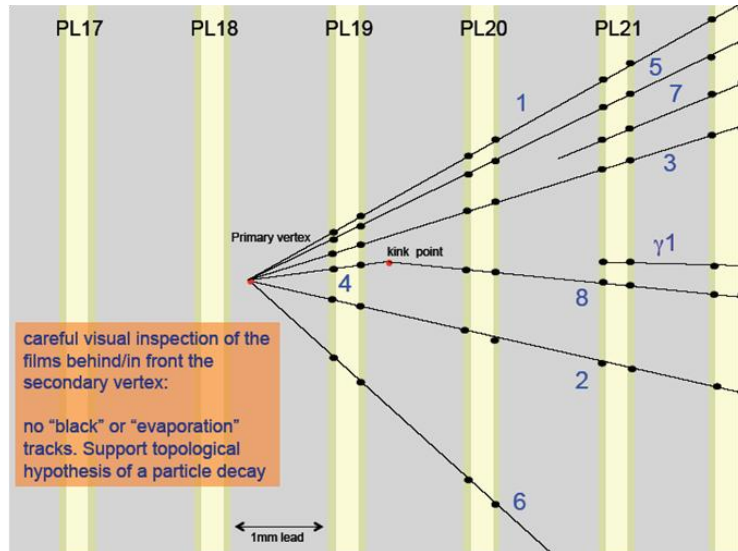 PL17 PL18 PL19 PL20 PL21
5
1
7
3
Primary vertex
kink point
γ1
4
8
careful visual inspection of the
films behind/in front the
secondary vertex:
2
no “black” or “evaporation”
tracks. Support topological
hypothesis of a particle decay
6
1mm lead